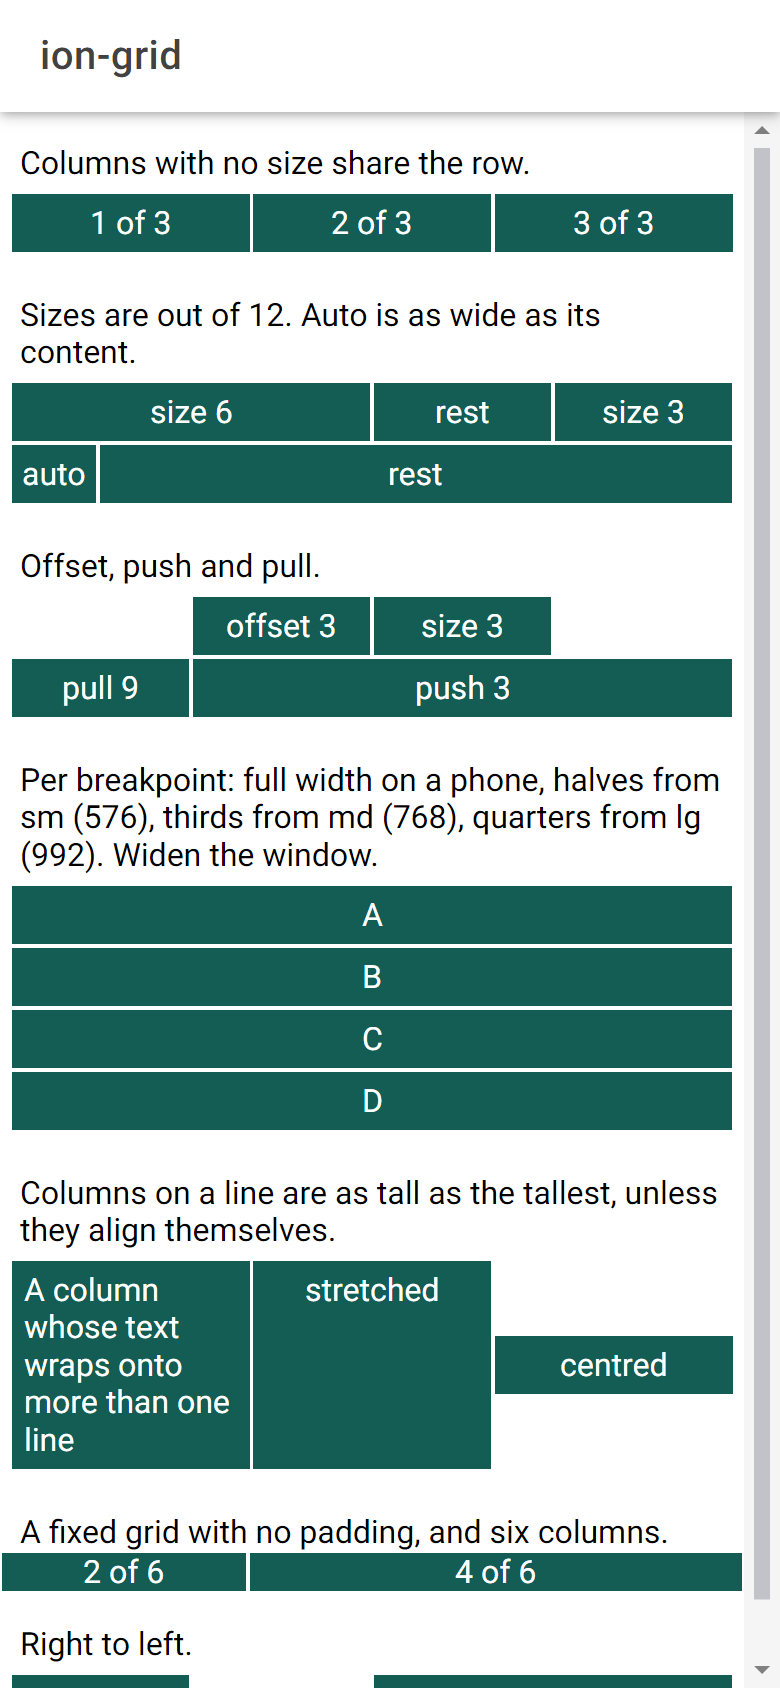 ion-grid
Columns with no size share the row.
1 of 3 2 of 3 3 of 3
Sizes are out of 12. Auto is as wide as its
content.
size 6 rest size 3
auto rest
Offset, push and pull.
offset 3 size 3
pull 9 push 3
Per breakpoint: full width on a phone, halves from
sm (576), thirds from md (768), quarters from lg
(992). Widen the window.
A
B
C
D
Columns on a line are as tall as the tallest, unless
they align themselves.
A column
whose text
wraps onto
more than one
line
stretched
centred
A fixed grid with no padding, and six columns.
2 of 6 4 of 6
Right to left.